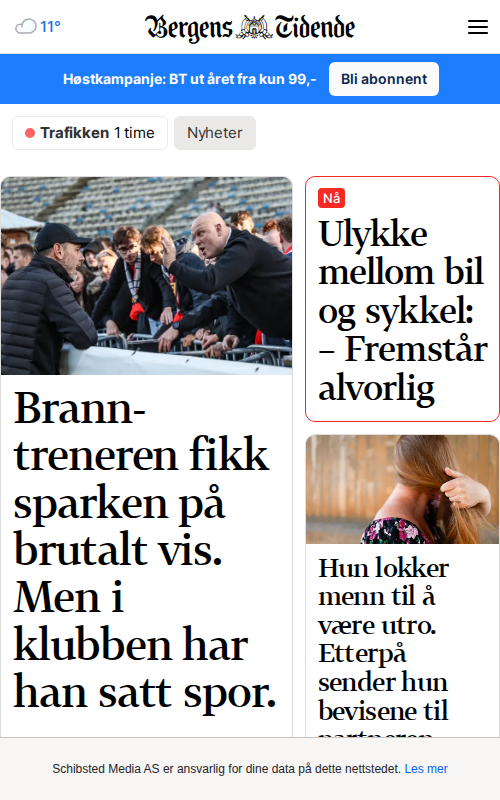 11°
Bergens Tidende
Høstkampanje: BT ut året fra kun 99,-
Bli abonnent
Trafikken 1 time
Nyheter
Brann-
treneren fikk
sparken på
brutalt vis.
Men i
klubben har
han satt spor.
Nå
Ulykke
mellom bil
og sykkel:
– Fremstår
alvorlig
Hun lokker
menn til å
være utro.
Etterpå
sender hun
bevisene til
partneren
Schibsted Media AS er ansvarlig for dine data på dette nettstedet. Les mer